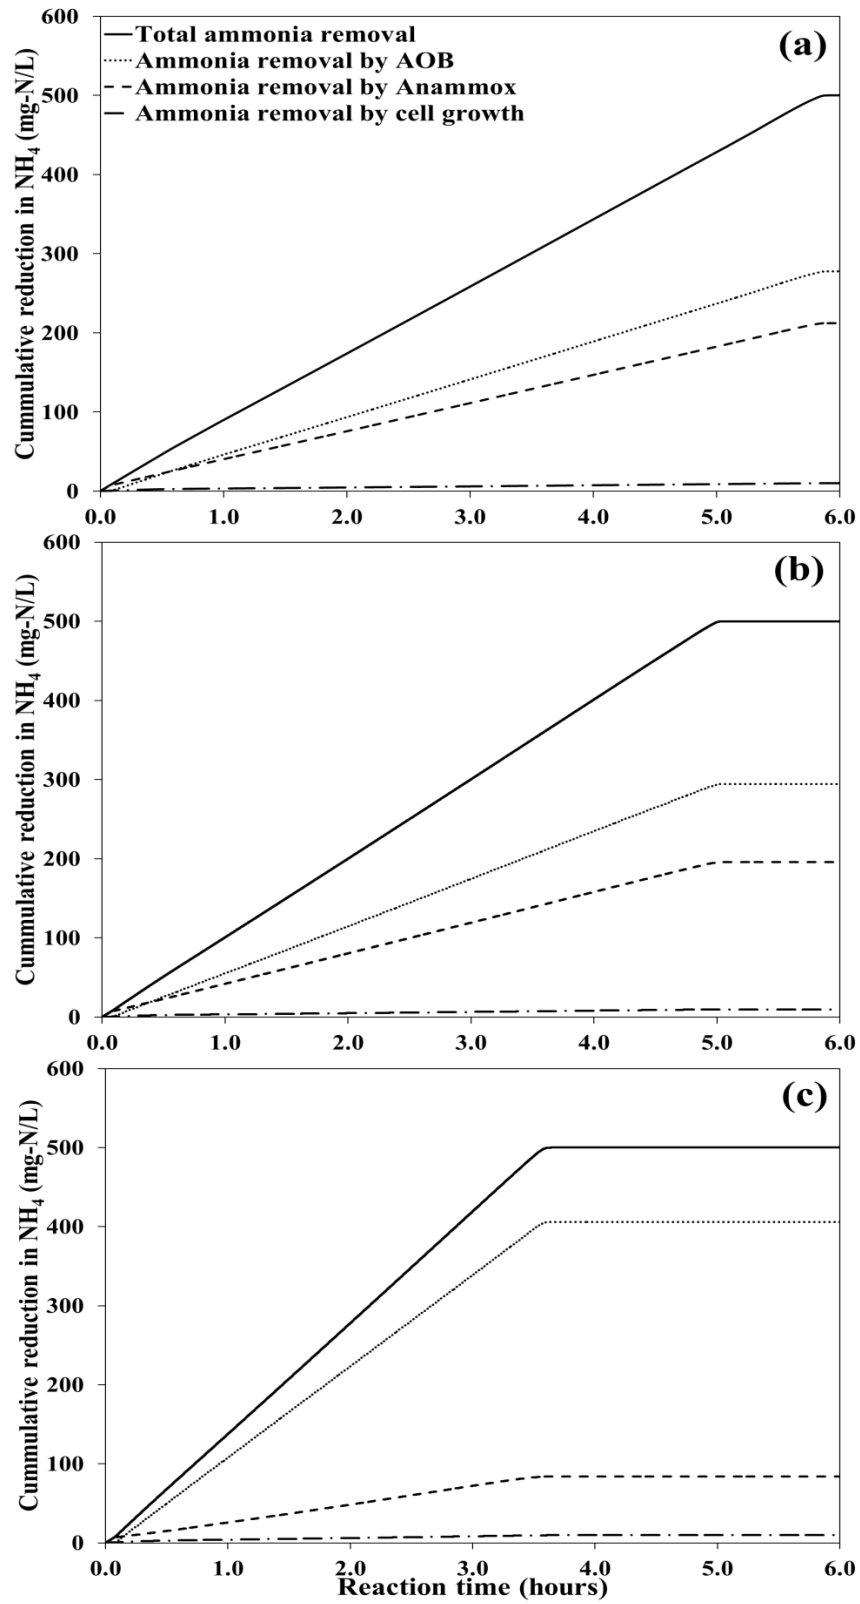 600
Total ammonia removal
(a)
Ammonia removal by AOB
Ammonia removal by Anammox
Ammonia removal by cell growth
500
400
300
200
100
0
Cummulative reduction in NH4 (mg-N/L)
0.0 1.0 2.0 3.0 4.0 5.0 6.0
600
(b)
500
400
300
200
100
0
Cummulative reduction in NH4 (mg-N/L)
0.0 1.0 2.0 3.0 4.0 5.0 6.0
600
(c)
500
400
300
200
100
0
Cummulative reduction in NH4 (mg-N/L)
0.0 1.0 2.0 3.0 4.0 5.0 6.0
Reaction time (hours)